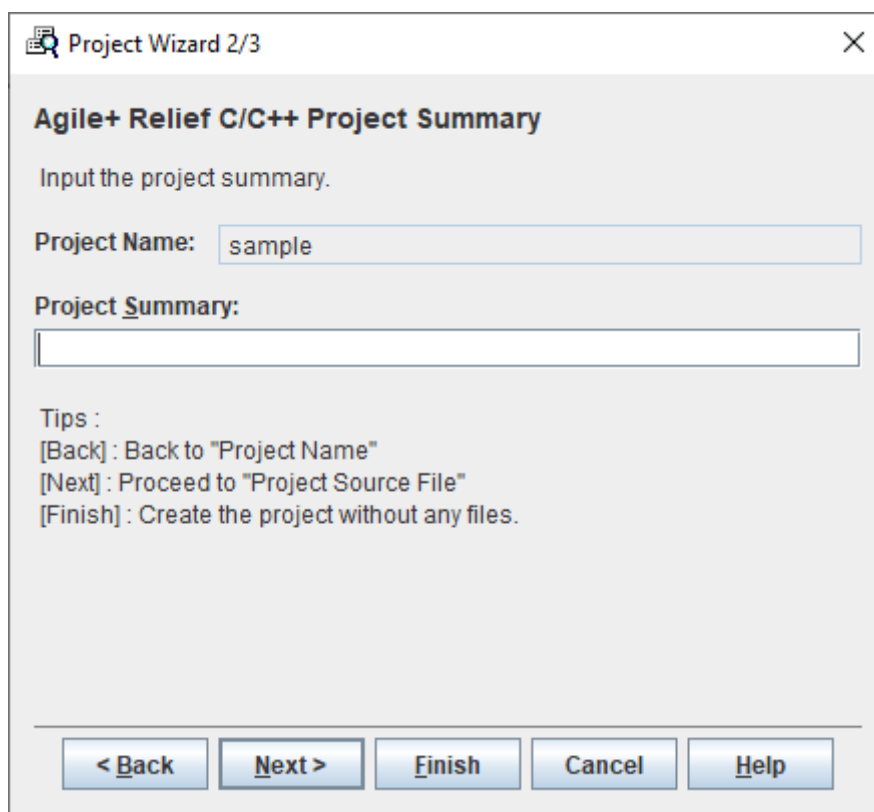 Project Wizard 2/3
Agile+ Relief C/C++ Project Summary
Input the project summary.
Project Name: sample
Project Summary:
Tips :
[Back] : Back to "Project Name"
[Next] : Proceed to "Project Source File"
[Finish] : Create the project without any files.
< Back Next > Finish Cancel Help